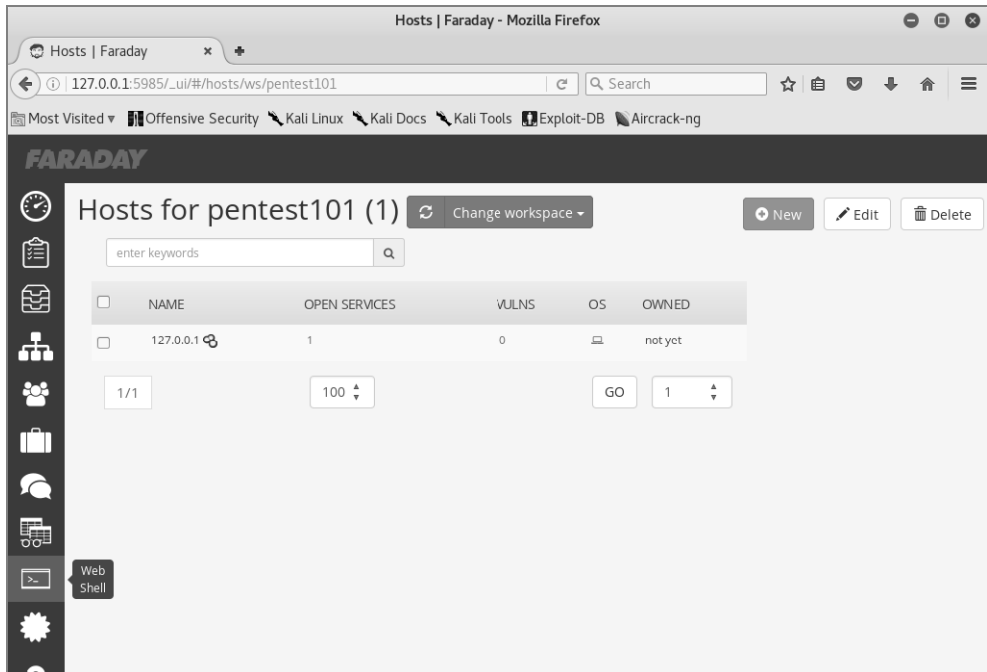 Hosts | Faraday - Mozilla Firefox
Hosts | Faraday
127.0.0.1:5985/_ui/#/hosts/ws/pentest101
Search
Most Visited Offensive Security Kali Linux Kali Docs Kali Tools Exploit-DB Aircrack-ng
FARADAY
Hosts for pentest101 (1) Change workspace New Edit Delete
enter keywords
NAME OPEN SERVICES VULNS OS OWNED
127.0.0.1 1 0 not yet
1/1 100 GO 1
>_ Web
Shell